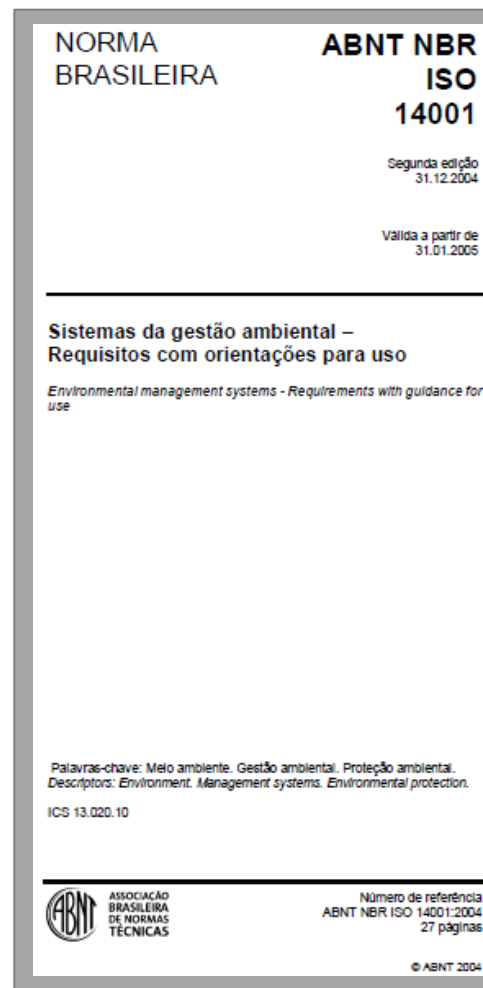 NORMA
BRASILEIRA
ABNT NBR
ISO
14001
Segunda edição
31.12.2004
Válida a partir de
31.01.2005
Sistemas da gestão ambiental –
Requisitos com orientações para uso
Environmental management systems - Requirements with guidance for
use
Palavras-chave: Meio ambiente. Gestão ambiental. Proteção ambiental.
Descriptors: Environment. Management systems. Environmental protection.
ICS 13.020.10
ABNT
ASSOCIAÇÃO
BRASILEIRA
DE NORMAS
TÉCNICAS
Número de referência
ABNT NBR ISO 14001:2004
27 páginas
© ABNT 2004